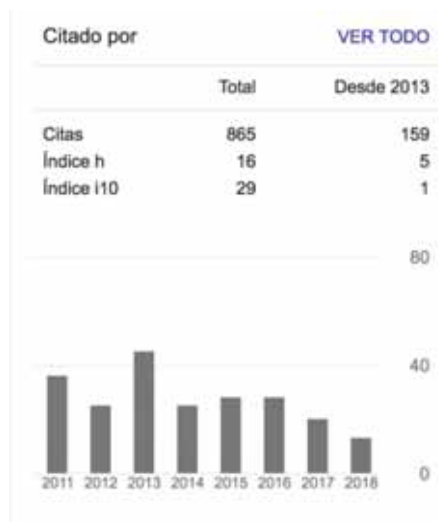 Citado por VER TODO
Total Desde 2013
Citas 865 159
Índice h 16 5
Índice i10 29 1
80
40
0
2011 2012 2013 2014 2015 2016 2017 2018